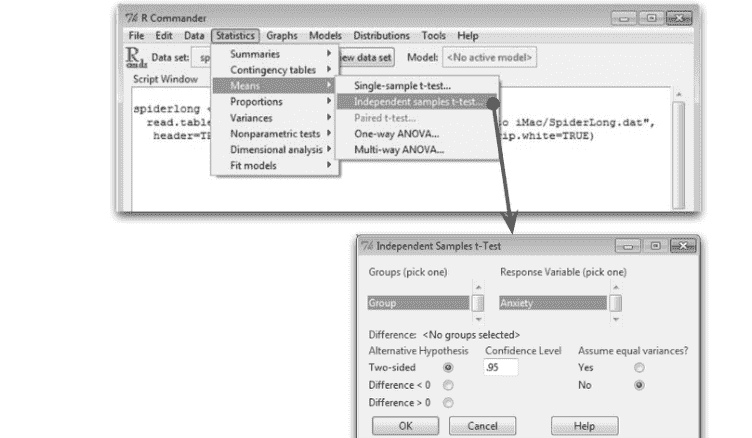 R Commander
File Edit Data Statistics Graphs Models Distributions Tools Help
R cmdr Data set: sp iew data set Model: <No active model>
Script Window
Summaries
Contingency tables
Means
Proportions
Variances
Nonparametric tests
Dimensional analysis
Fit models
Single-sample t-test...
Independent samples t-test...
Paired t-test...
One-way ANOVA...
Multi-way ANOVA...
spiderlong <
read.table o iMac/SpiderLong.dat",
header=TR ip.white=TRUE)
Independent Samples t-Test
Groups (pick one) Response Variable (pick one)
Group Anxiety
Difference: <No groups selected>
Alternative Hypothesis Confidence Level Assume equal variances?
Two-sided .95 Yes
Difference < 0 No
Difference > 0
OK Cancel Help